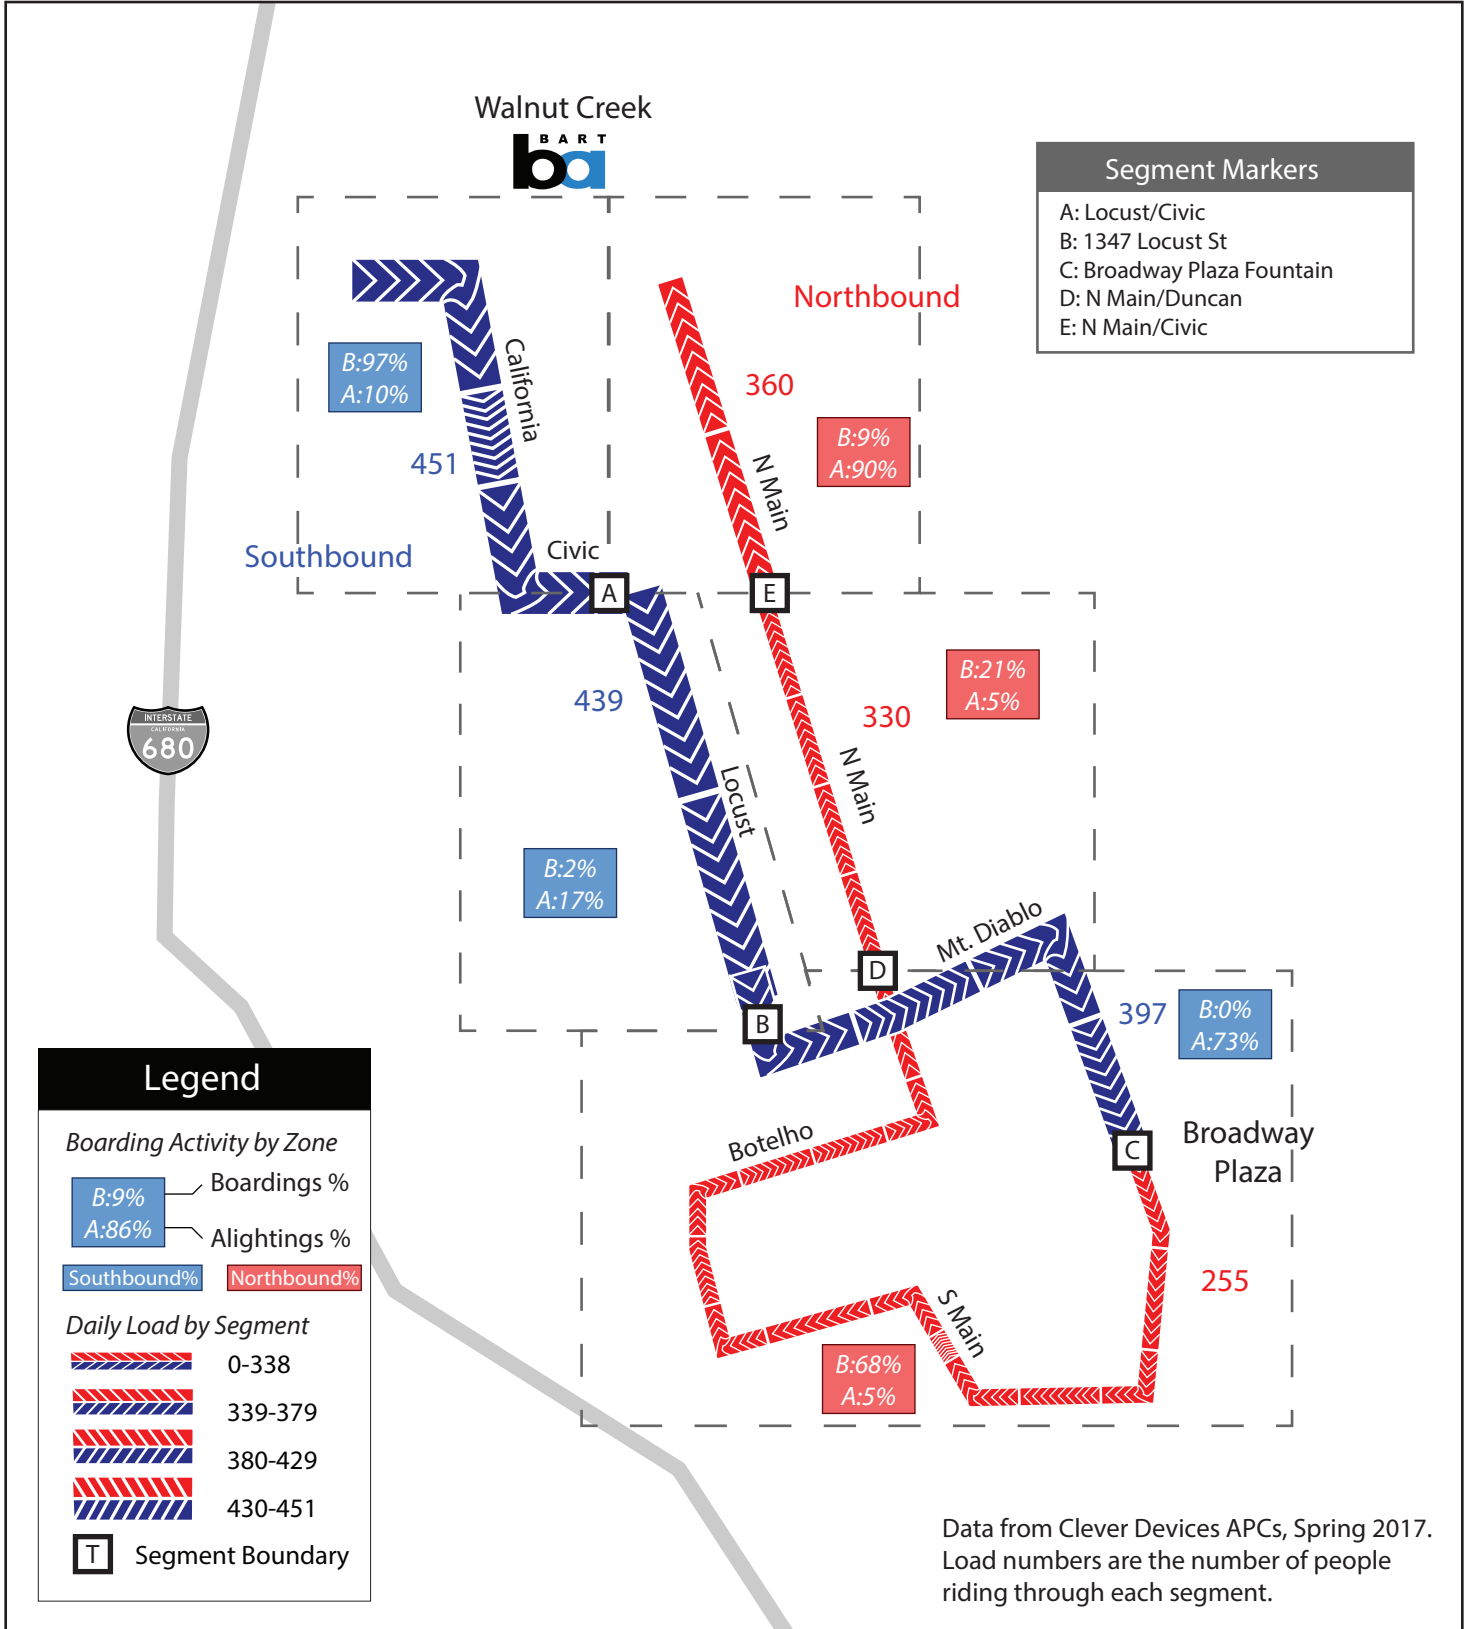 Walnut Creek
BART
ba
Segment Markers
A: Locust/Civic
B: 1347 Locust St
C: Broadway Plaza Fountain
D: N Main/Duncan
E: N Main/Civic
Northbound
California
B:97%
A:10%
360
B:9%
A:90%
451
N Main
Southbound
Civic
A
E
B:21%
A:5%
439
330
Locust
N Main
INTERSTATE
CALIFORNIA
680
B:2%
A:17%
Mt. Diablo
D
B
397
B:0%
A:73%
Botelho
C
Broadway
Plaza
255
S Main
B:68%
A:5%
Legend
Boarding Activity by Zone
B:9%
A:86%
Boardings %
Alightings %
Southbound%
Northbound%
Daily Load by Segment
0-338
339-379
380-429
430-451
T
Segment Boundary
Data from Clever Devices APCs, Spring 2017.
Load numbers are the number of people
riding through each segment.